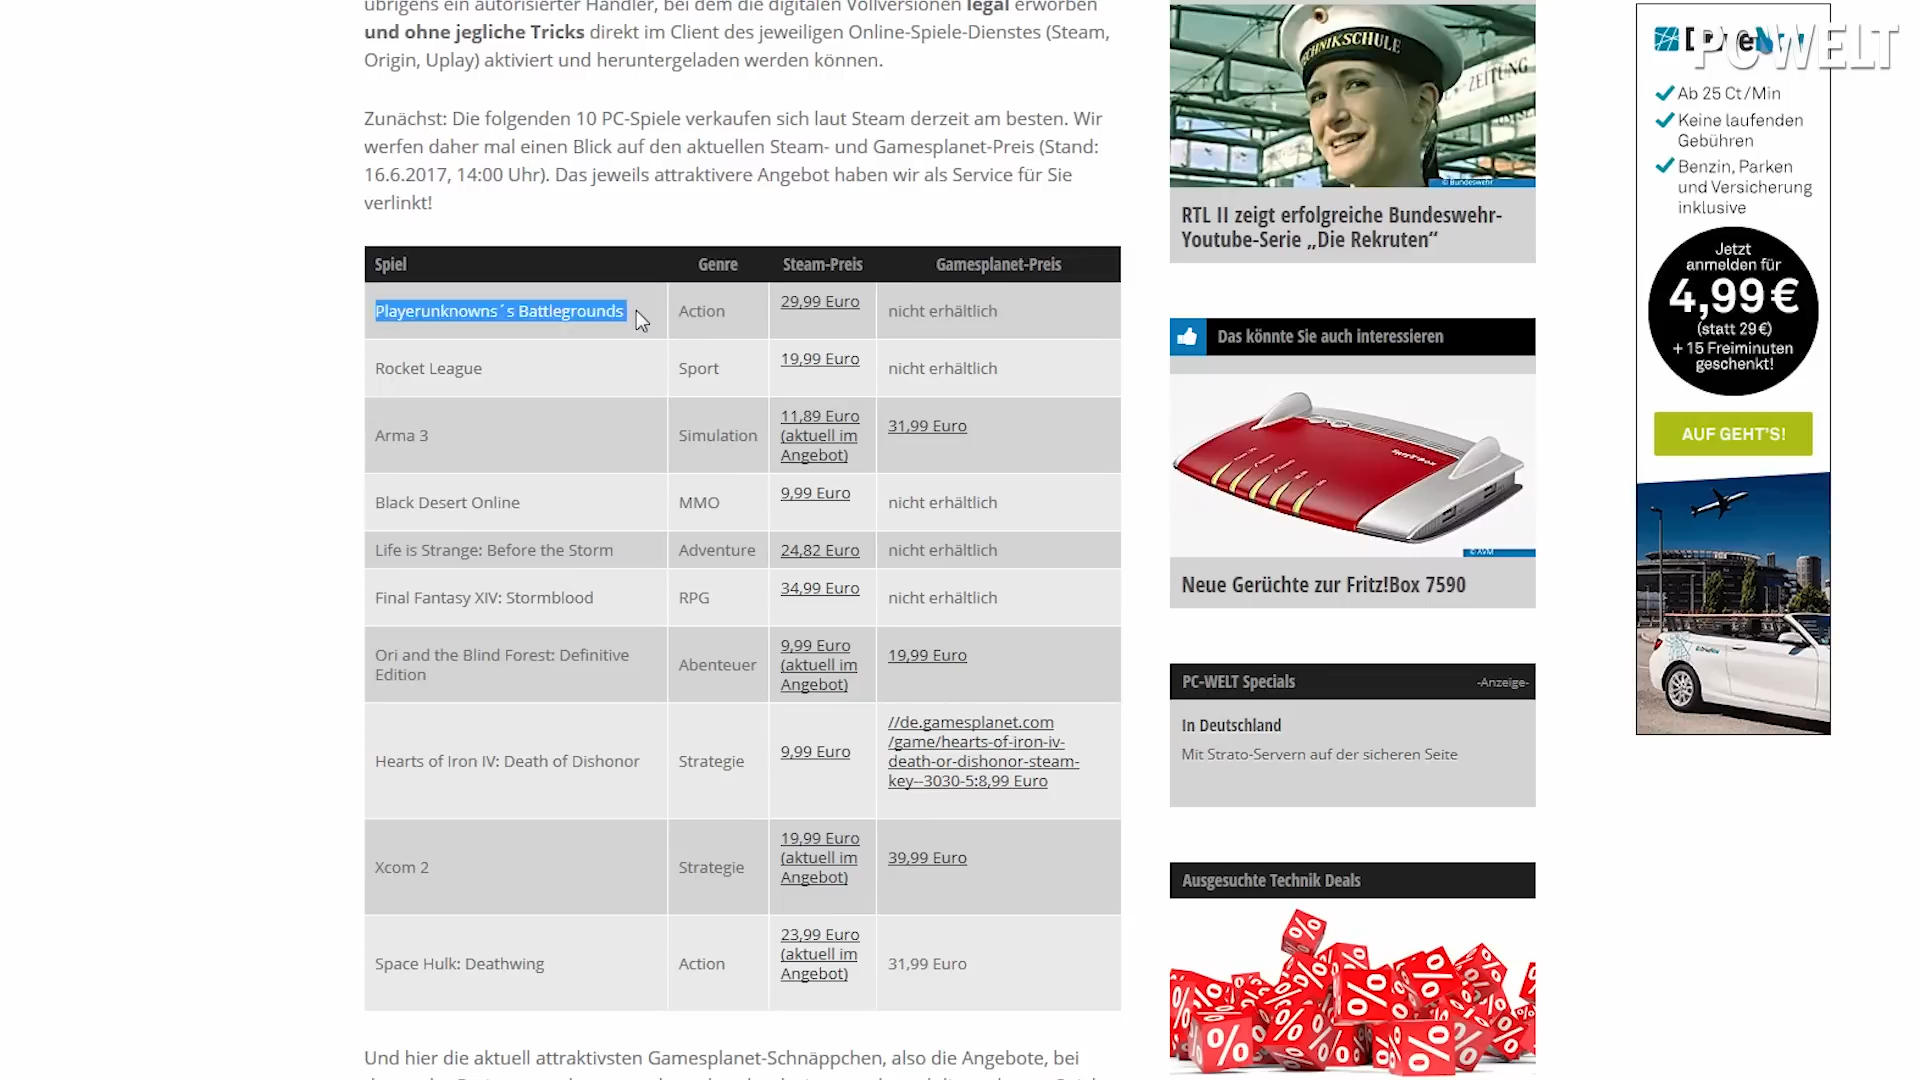 übrigens ein autorisierter Händler, bei dem die digitalen Vollversionen legal erworben
und ohne jegliche Tricks direkt im Client des jeweiligen Online-Spiele-Dienstes (Steam,
Origin, Uplay) aktiviert und heruntergeladen werden können.
Zunächst: Die folgenden 10 PC-Spiele verkaufen sich laut Steam derzeit am besten. Wir
werfen daher mal einen Blick auf den aktuellen Steam- und Gamesplanet-Preis (Stand:
16.6.2017, 14:00 Uhr). Das jeweils attraktivere Angebot haben wir als Service für Sie
verlinkt!
Spiel Genre Steam-Preis Gamesplanet-Preis
Playerunknowns´s Battlegrounds Action 29,99 Euro nicht erhältlich
Rocket League Sport 19,99 Euro nicht erhältlich
Arma 3 Simulation 11,89 Euro
(aktuell im
Angebot) 31,99 Euro
Black Desert Online MMO 9,99 Euro nicht erhältlich
Life is Strange: Before the Storm Adventure 24,82 Euro nicht erhältlich
Final Fantasy XIV: Stormblood RPG 34,99 Euro nicht erhältlich
Ori and the Blind Forest: Definitive
Edition Abenteuer 9,99 Euro
(aktuell im
Angebot) 19,99 Euro
Hearts of Iron IV: Death of Dishonor Strategie 9,99 Euro
//de.gamesplanet.com
/game/hearts-of-iron-iv-
death-or-dishonor-steam-
key--3030-5:8,99 Euro
Xcom 2 Strategie 19,99 Euro
(aktuell im
Angebot) 39,99 Euro
Space Hulk: Deathwing Action 23,99 Euro
(aktuell im
Angebot) 31,99 Euro
Und hier die aktuell attraktivsten Gamesplanet-Schnäppchen, also die Angebote, bei
ZEITUNG
© Bundeswehr
RTL II zeigt erfolgreiche Bundeswehr-
Youtube-Serie „Die Rekruten“
Das könnte Sie auch interessieren
© AVM
Neue Gerüchte zur Fritz!Box 7590
PC-WELT Specials -Anzeige-
In Deutschland
Mit Strato-Servern auf der sicheren Seite
Ausgesuchte Technik Deals
PCWELT
Ab 25 Ct/Min
Keine laufenden
Gebühren
Benzin, Parken
und Versicherung
inklusive
Jetzt
anmelden für
4,99€
(statt 29€)
+ 15 Freiminuten
geschenkt!
AUF GEHT'S!